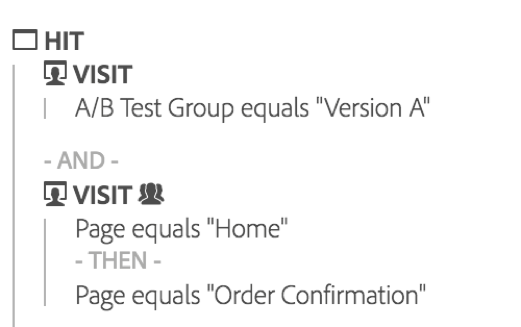 HIT
VISIT
A/B Test Group equals "Version A"
- AND -
VISIT
Page equals "Home"
- THEN -
Page equals "Order Confirmation"